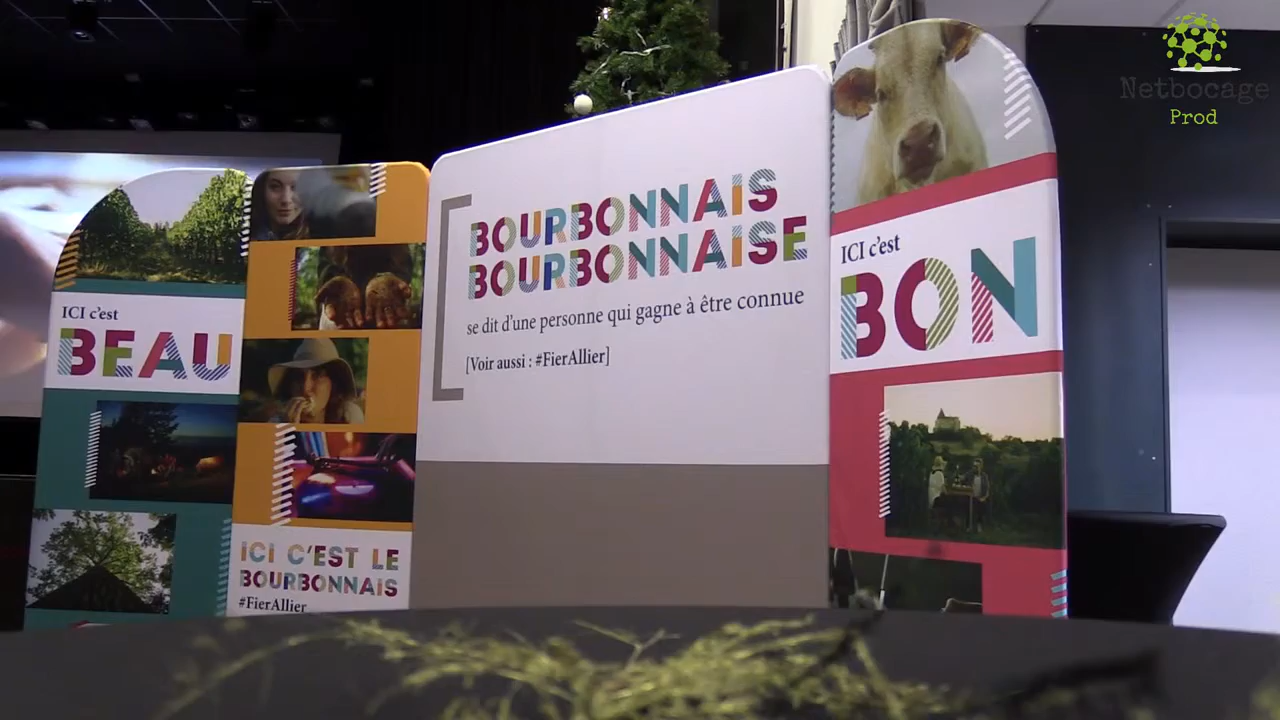 Netbocage
Prod
ICI c'est
BEAU
ICI C'EST LE
BOURBONNAIS
#FierAllier
BOURBONNAIS
BOURBONNAISE
se dit d'une personne qui gagne à être connue
[Voir aussi : #FierAllier]
ICI c'est
BON